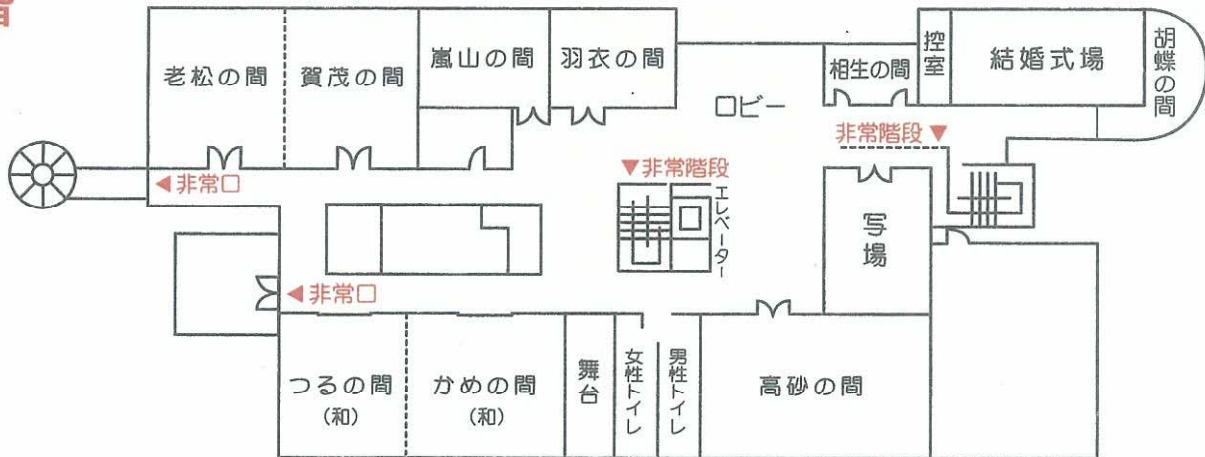 老松の間
賀茂の間
嵐山の間
羽衣の間
ロビー
相生の間
控室
結婚式場
胡蝶の間
非常階段▼
◀非常口
▼非常階段
エレベーター
写場
◀非常口
つるの間
(和)
かめの間
(和)
舞台
女性トイレ
男性トイレ
高砂の間